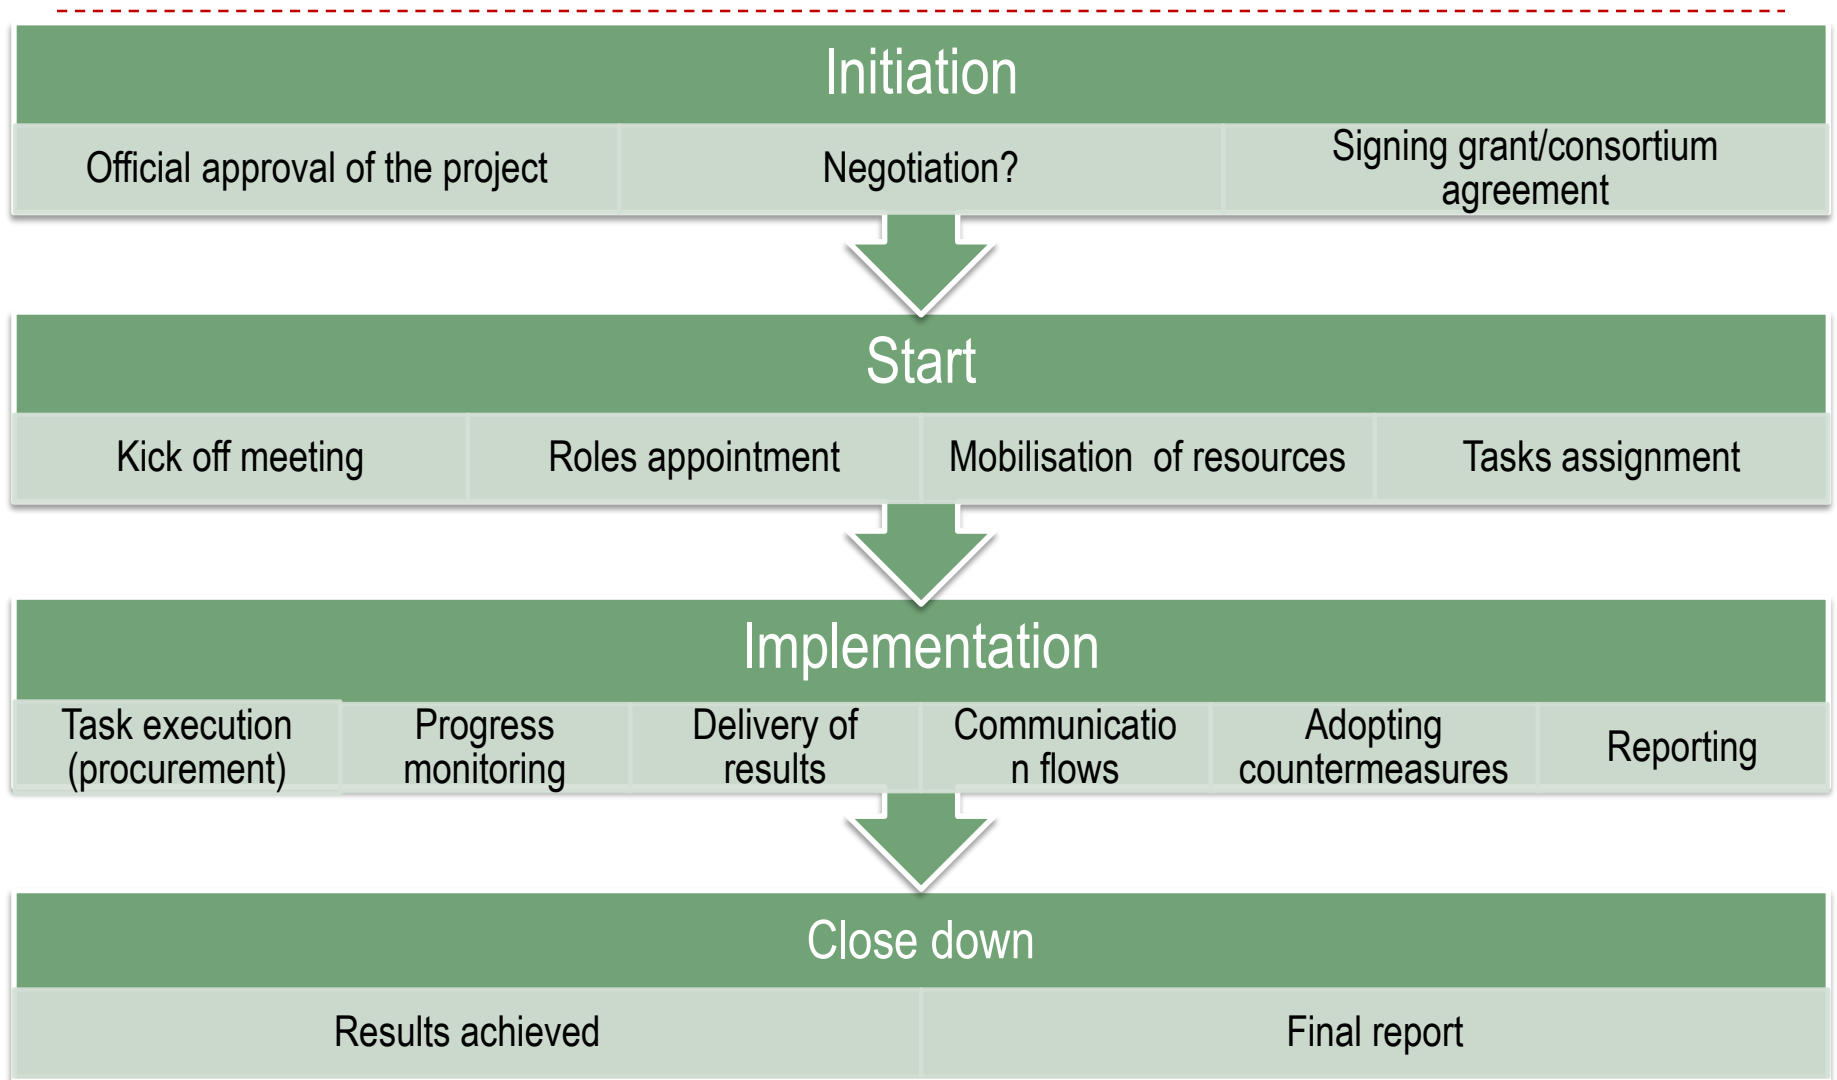 Initiation
Official approval of the project
Negotiation?
Signing grant/consortium
agreement
Start
Kick off meeting
Roles appointment
Mobilisation  of resources
Tasks assignment
Implementation
Task execution
(procurement)
Progress
monitoring
Delivery of
results
Communicatio
n flows
Adopting
countermeasures
Reporting
Close down
Results achieved
Final report